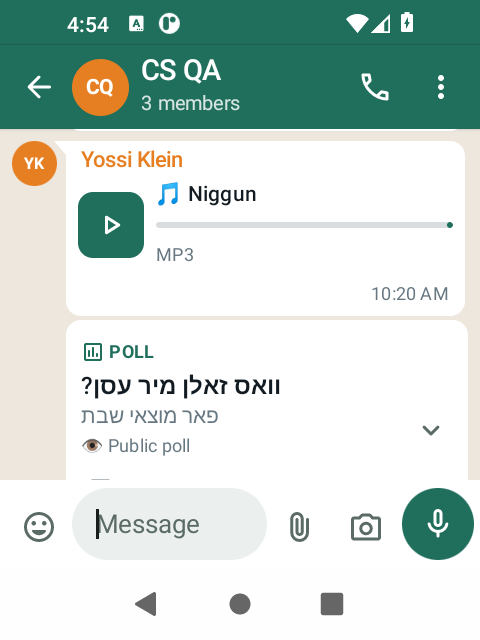 4:54
CQ
CS QA
3 members
YK
Yossi Klein
🎵 Niggun
MP3
10:20 AM
POLL
וואס זאלן מיר עסן?
פאר מוצאי שבת
👁 Public poll
Message